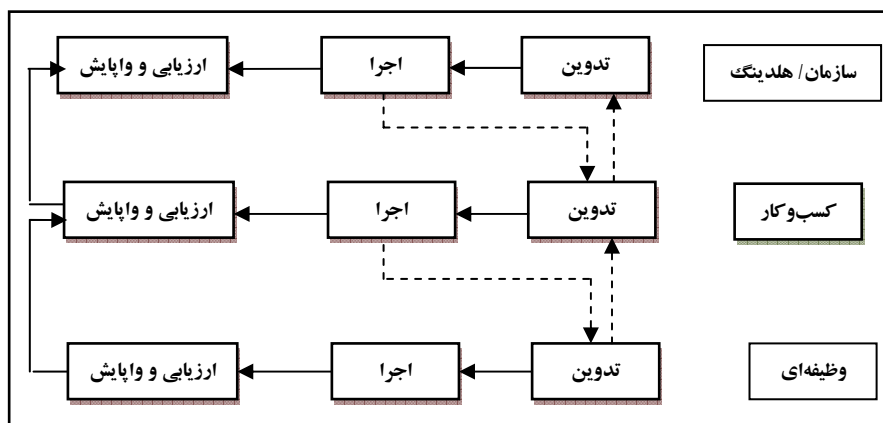 سازمان/ هلدینگ
تدوین
اجرا
ارزیابی و واپایش
کسب‌وکار
تدوین
اجرا
ارزیابی و واپایش
وظیفه‌ای
تدوین
اجرا
ارزیابی و واپایش